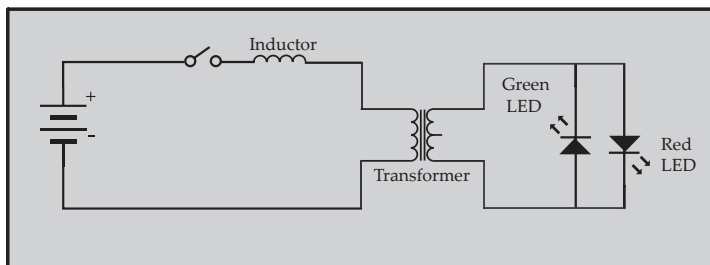 Inductor
+
-
Green
LED
Red
LED
Transformer